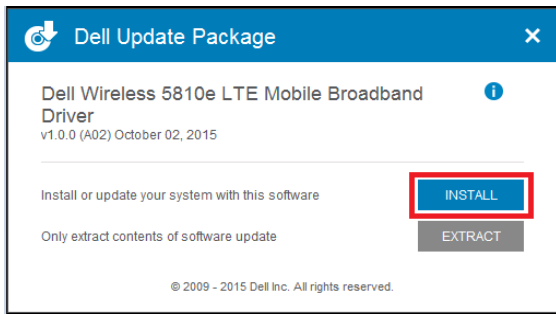 Dell Update Package
Dell Wireless 5810e LTE Mobile Broadband
Driver
v1.0.0 (A02) October 02, 2015
Install or update your system with this software
INSTALL
Only extract contents of software update
EXTRACT
© 2009 - 2015 Dell Inc. All rights reserved.